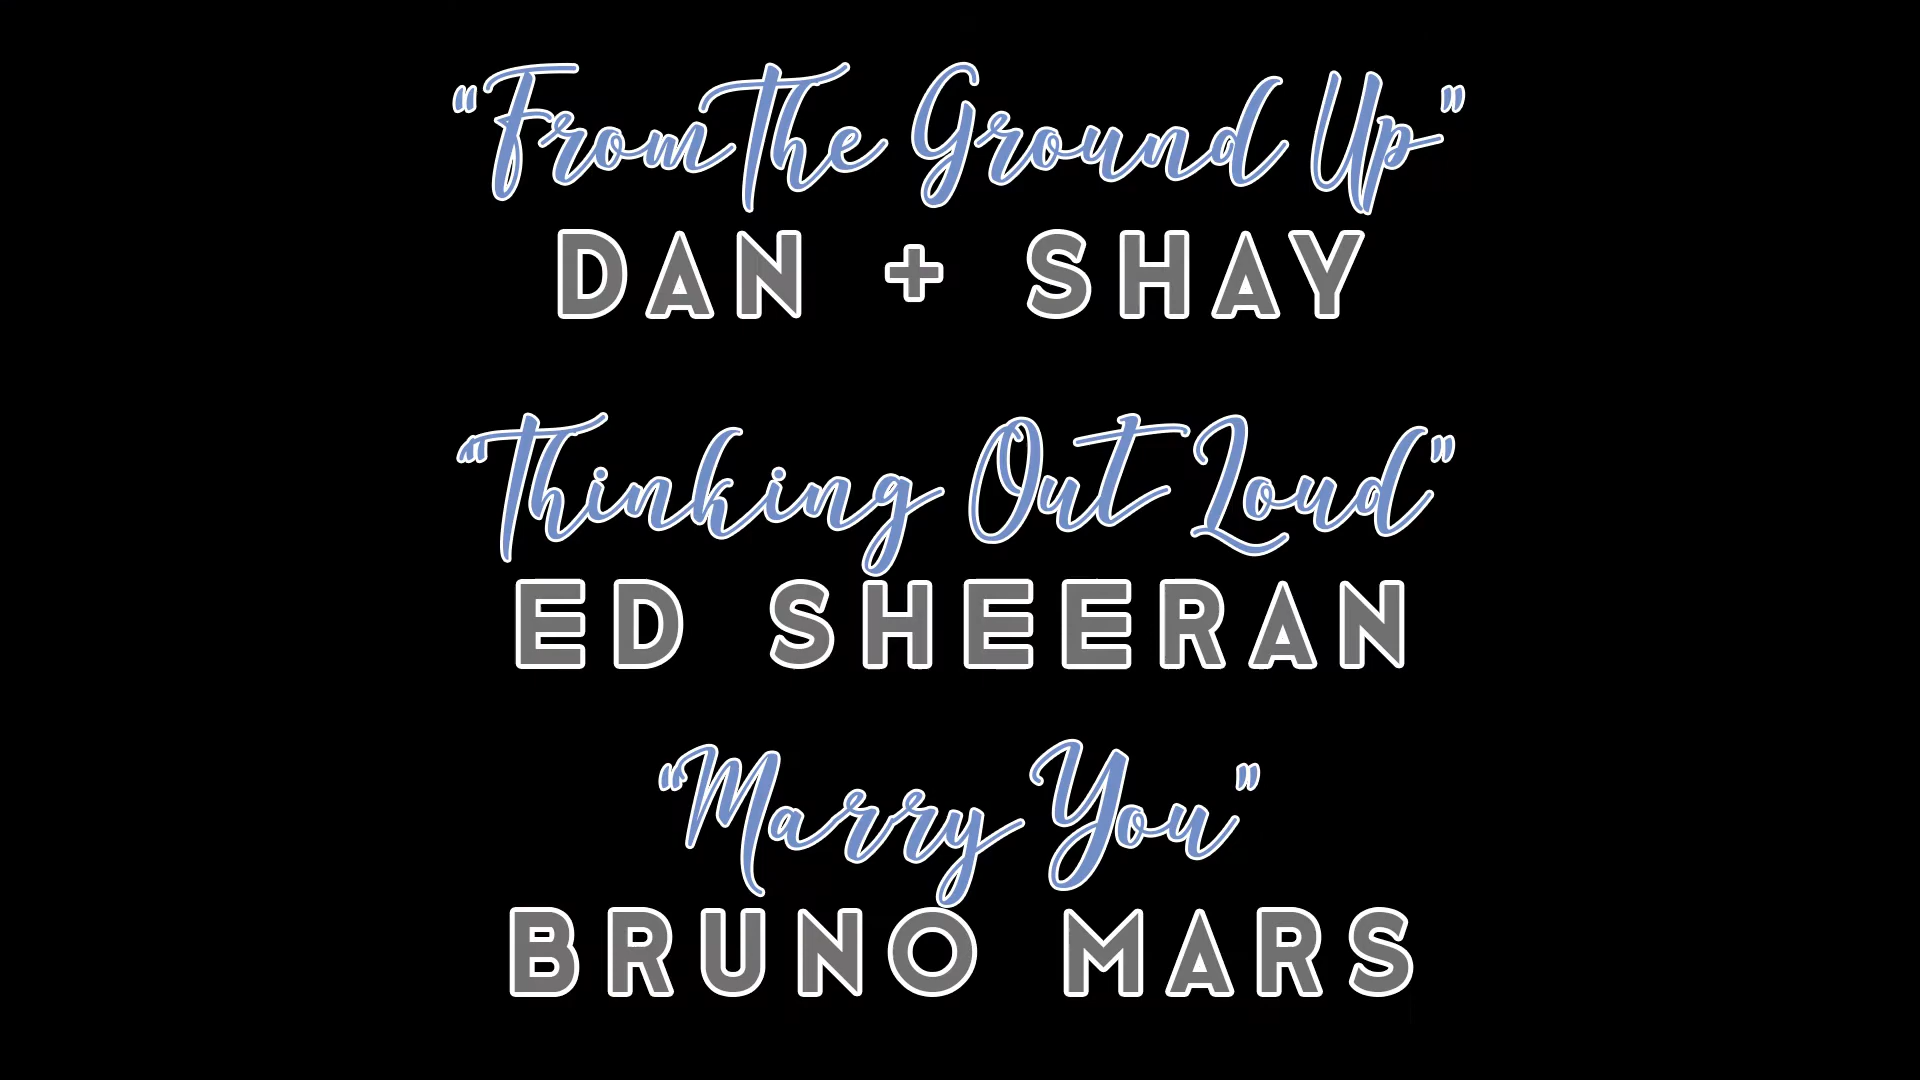 “From The Ground Up”
DAN + SHAY
“Thinking Out Loud”
ED SHEERAN
“Marry You”
BRUNO MARS